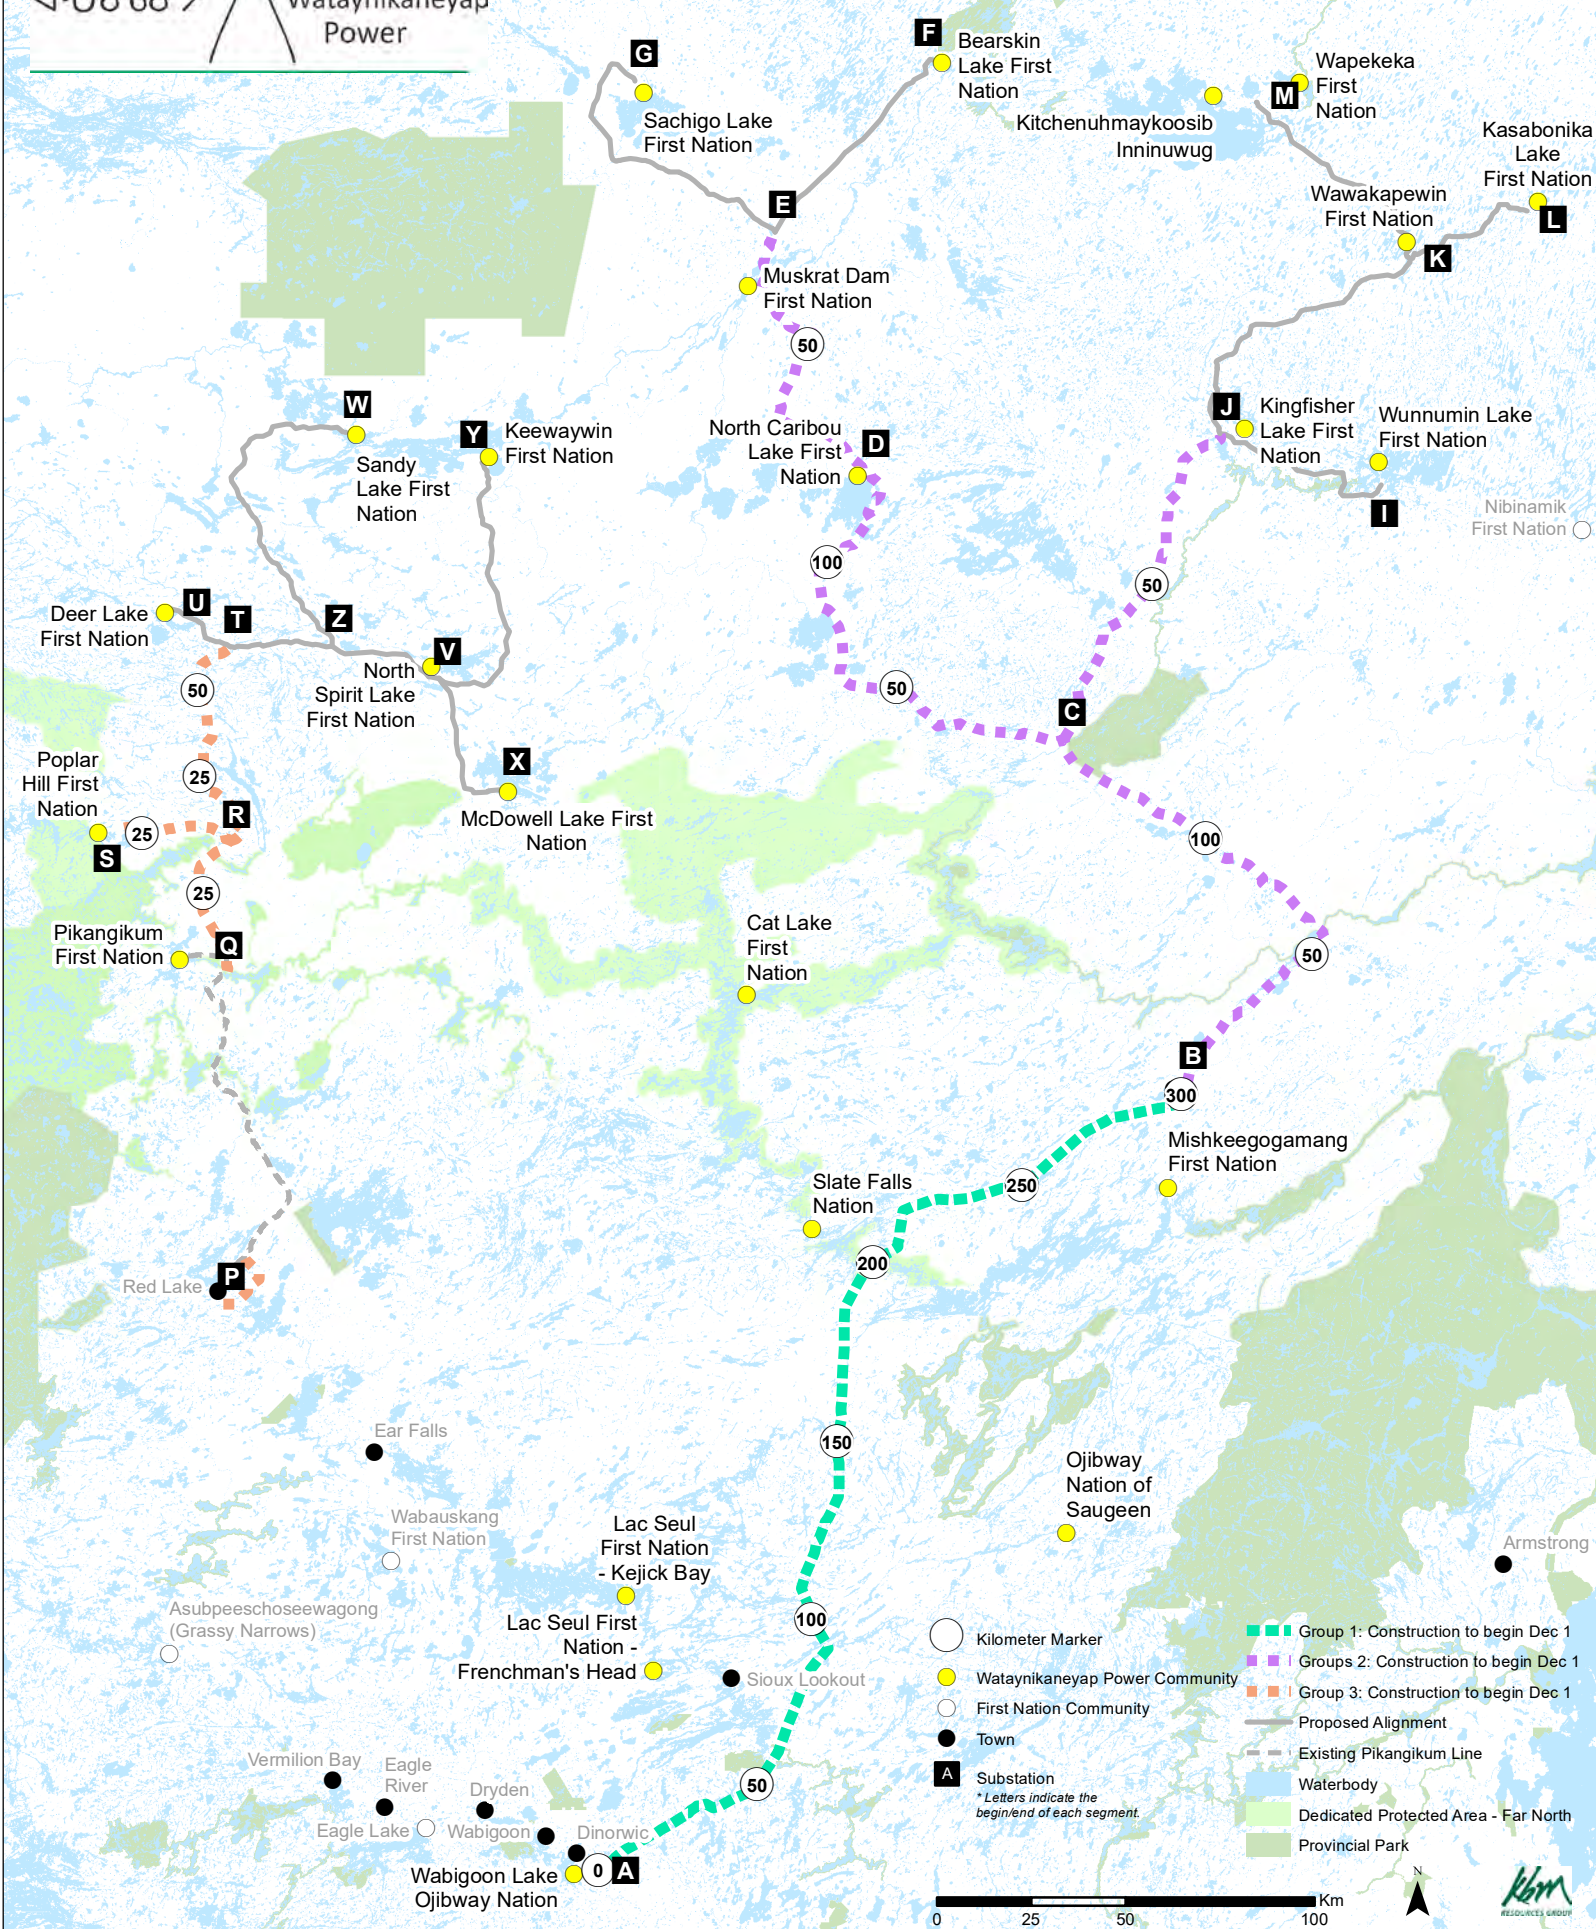 Wataynikaneyap
Power
G
Sachigo Lake
First Nation
F
Bearskin
Lake First
Nation
Kitchenuhmaykoosib
Inninuwug
M
Wapekeka
First
Nation
Kasabonika
Lake
First Nation
L
Wawakapewin
First Nation
K
E
Muskrat Dam
First Nation
50
North Caribou
Lake First
Nation
D
W
Sandy
Lake First
Nation
Y
Keewaywin
First Nation
J
Kingfisher
Lake First
Nation
Wunnumin Lake
First Nation
I
Nibinamik
First Nation
100
50
Deer Lake
First Nation
U
T
Z
V
North
Spirit Lake
First Nation
50
50
C
Poplar
Hill First
Nation
25
X
McDowell Lake First
Nation
R
25
S
100
25
Pikangikum
First Nation
Q
Cat Lake
First
Nation
50
B
300
Mishkeegogamang
First Nation
250
Slate Falls
Nation
200
Red Lake
P
Ear Falls
150
Ojibway
Nation of
Saugeen
Wabauskang
First Nation
Lac Seul
First Nation
- Kejick Bay
Armstrong
Asubpeeschoseewagong
(Grassy Narrows)
Lac Seul First
Nation -
Frenchman's Head
100
Sioux Lookout
Vermilion Bay
Eagle
River
Dryden
50
Eagle Lake
Wabigoon
Dinorwic
Wabigoon Lake
Ojibway Nation
0
A
Kilometer Marker
Wataynikaneyap Power Community
First Nation Community
Town
A
Substation
* Letters indicate the
begin/end of each segment.
Group 1: Construction to begin Dec 1
Groups 2: Construction to begin Dec 1
Group 3: Construction to begin Dec 1
Proposed Alignment
Existing Pikangikum Line
Waterbody
Dedicated Protected Area - Far North
Provincial Park
Km
0
25
50
100
N
kbm
RESOURCES GROUP